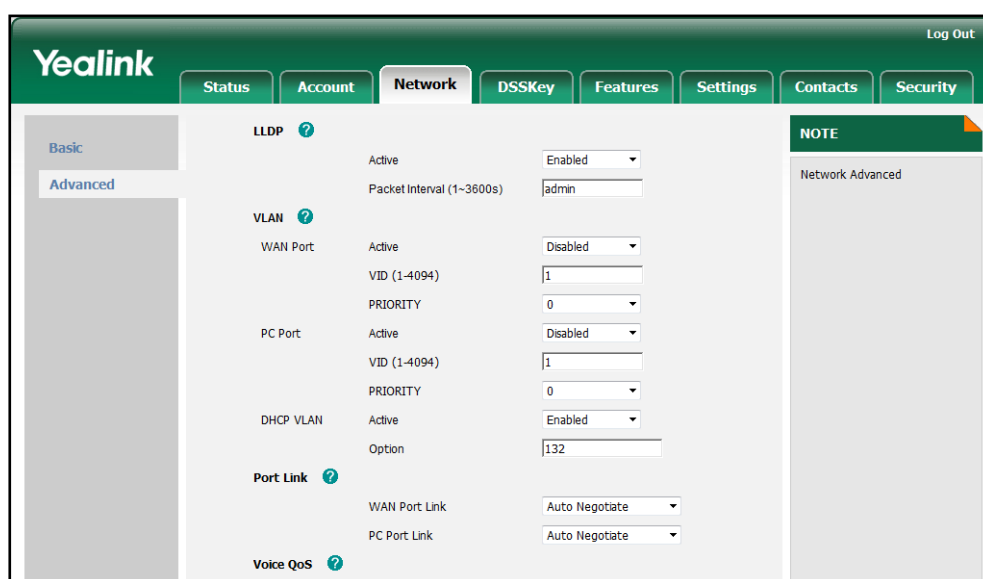 Log Out
Yealink
Status Account Network DSSKey Features Settings Contacts Security
Basic
Advanced
LLDP ?
Active Enabled
Packet Interval (1~3600s) admin
VLAN ?
WAN Port Active Disabled
VID (1-4094) 1
PRIORITY 0
PC Port Active Disabled
VID (1-4094) 1
PRIORITY 0
DHCP VLAN Active Enabled
Option 132
Port Link ?
WAN Port Link Auto Negotiate
PC Port Link Auto Negotiate
Voice QoS ?
NOTE
Network Advanced